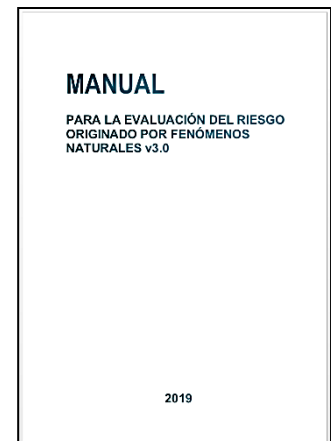 MANUAL
PARA LA EVALUACIÓN DEL RIESGO
ORIGINADO POR FENÓMENOS
NATURALES v3.0
2019